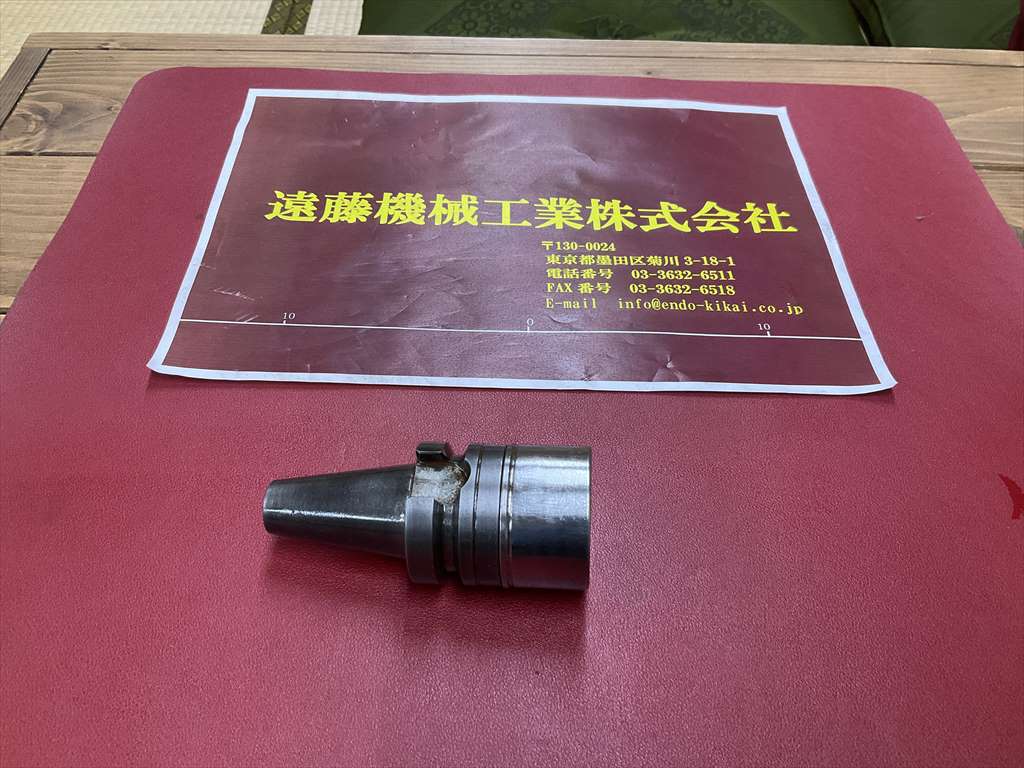 遠藤機械工業株式会社
〒130-0024
東京都墨田区菊川 3-18-1
電話番号 03-3632-6511
FAX 番号 03-3632-6518
E-mail info@endo-kikai.co.jp
10 0 10